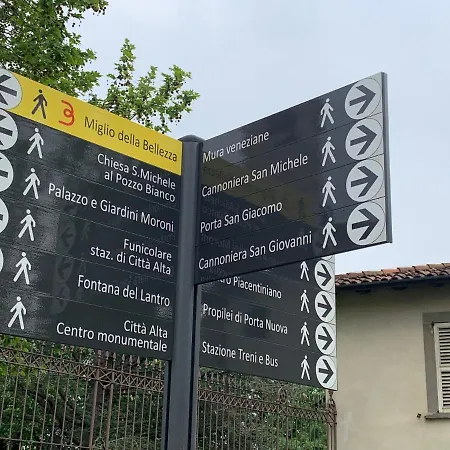 3 Miglio della Bellezza
Chiesa S.Michele
al Pozzo Bianco
Palazzo e Giardini Moroni
Funicolare
staz. di Città Alta
Fontana del Lantro
Città Alta
Centro monumentale
Mura veneziane
Cannoniera San Michele
Porta San Giacomo
Cannoniera San Giovanni
Piacentiniano
Propilei di Porta Nuova
Stazione Treni e Bus